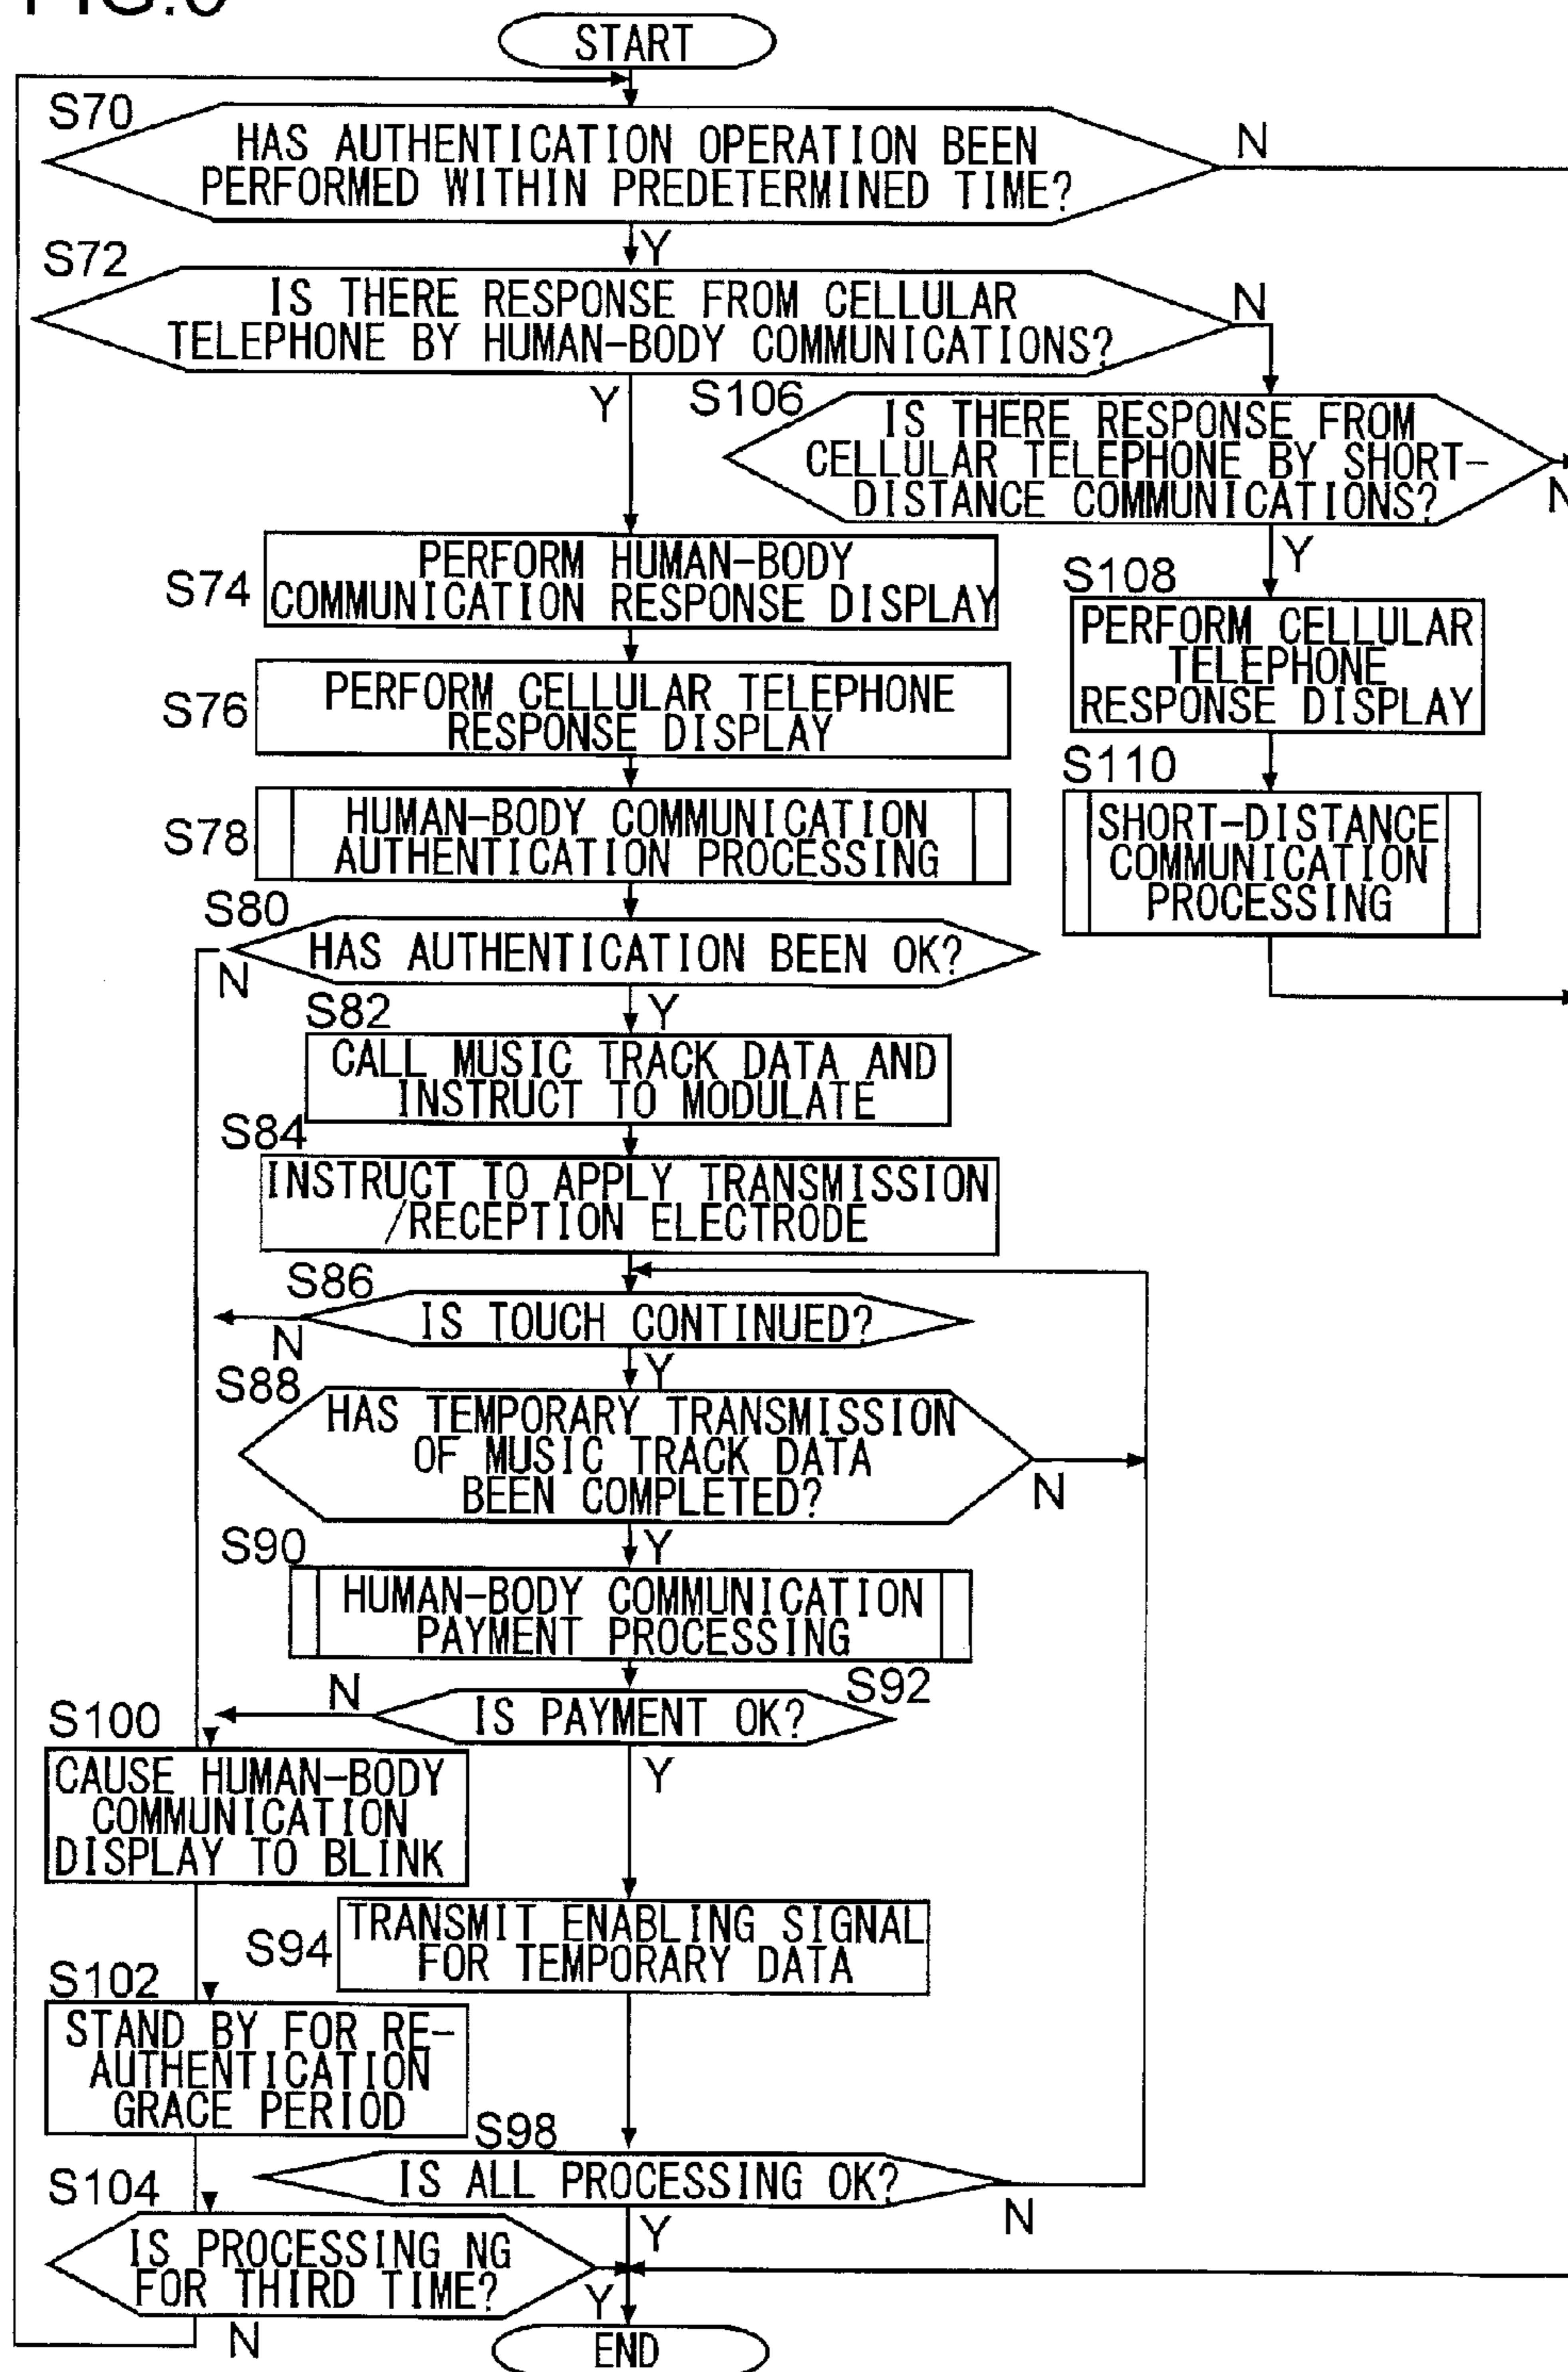 START
S70
HAS AUTHENTICATION OPERATION BEEN
PERFORMED WITHIN PREDETERMINED TIME?
N
Y
S72
IS THERE RESPONSE FROM CELLULAR
TELEPHONE BY HUMAN-BODY COMMUNICATIONS?
N
Y
S106
IS THERE RESPONSE FROM
CELLULAR TELEPHONE BY SHORT-
DISTANCE COMMUNICATIONS?
N
Y
S74
PERFORM HUMAN-BODY
COMMUNICATION RESPONSE DISPLAY
S108
PERFORM CELLULAR
TELEPHONE
RESPONSE DISPLAY
S76
PERFORM CELLULAR TELEPHONE
RESPONSE DISPLAY
S110
SHORT-DISTANCE
COMMUNICATION
PROCESSING
S78
HUMAN-BODY COMMUNICATION
AUTHENTICATION PROCESSING
S80
HAS AUTHENTICATION BEEN OK?
N
Y
S82
CALL MUSIC TRACK DATA AND
INSTRUCT TO MODULATE
S84
INSTRUCT TO APPLY TRANSMISSION
/RECEPTION ELECTRODE
S86
IS TOUCH CONTINUED?
N
Y
S88
HAS TEMPORARY TRANSMISSION
OF MUSIC TRACK DATA
BEEN COMPLETED?
N
Y
S90
HUMAN-BODY COMMUNICATION
PAYMENT PROCESSING
S92
IS PAYMENT OK?
N
Y
S100
CAUSE HUMAN-BODY
COMMUNICATION
DISPLAY TO BLINK
S94
TRANSMIT ENABLING SIGNAL
FOR TEMPORARY DATA
S102
STAND BY FOR RE-
AUTHENTICATION
GRACE PERIOD
S98
IS ALL PROCESSING OK?
N
Y
S104
IS PROCESSING NG
FOR THIRD TIME?
Y
N
END